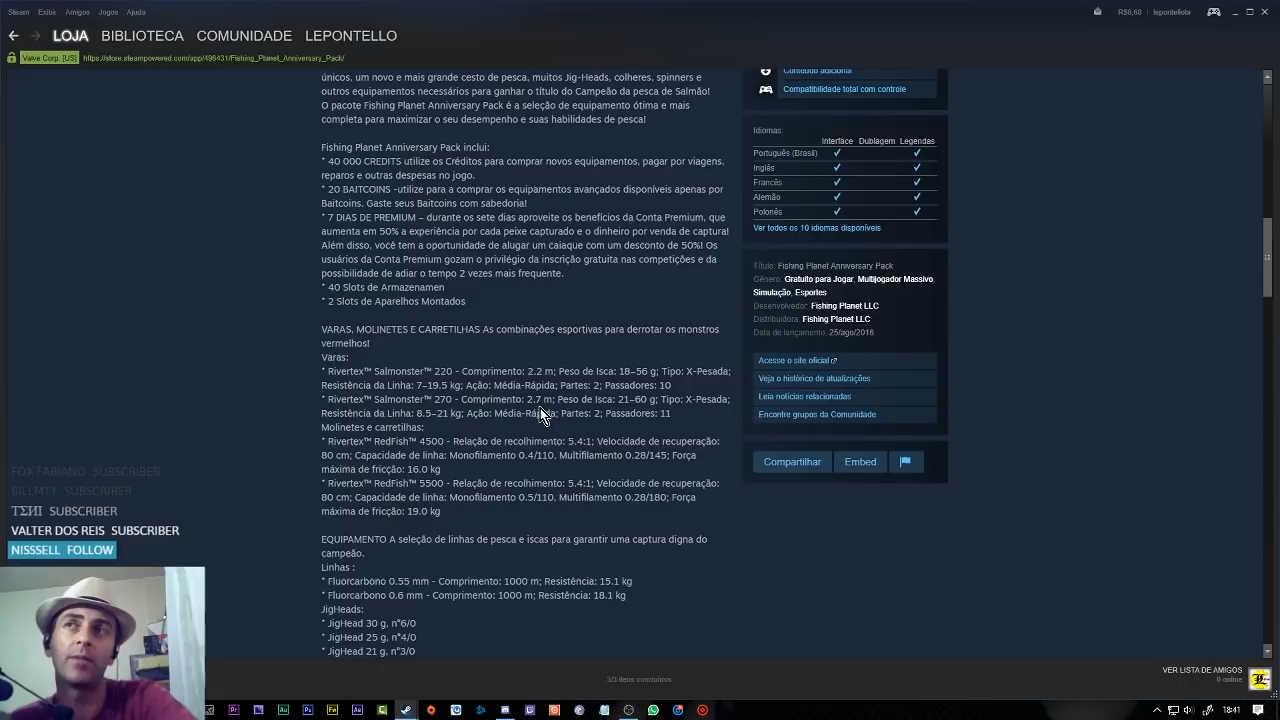 Steam Exibir Amigos Jogos Ajuda
R$6,68 lepontellobr
LOJA BIBLIOTECA COMUNIDADE LEPONTELLO
Valve Corp. [US] https://store.steampowered.com/app/496431/Fishing_Planet_Anniversary_Pack/
únicos, um novo e mais grande cesto de pesca, muitos Jig-Heads, colheres, spinners e
outros equipamentos necessários para ganhar o título do Campeão da pesca de Salmão!
O pacote Fishing Planet Anniversary Pack é a seleção de equipamento ótima e mais
completa para maximizar o seu desempenho e suas habilidades de pesca!
Fishing Planet Anniversary Pack inclui:
* 40 000 CREDITS utilize os Créditos para comprar novos equipamentos, pagar por viagens,
reparos e outras despesas no jogo.
* 20 BAITCOINS -utilize para a comprar os equipamentos avançados disponíveis apenas por
Baitcoins. Gaste seus Baitcoins com sabedoria!
* 7 DIAS DE PREMIUM – durante os sete dias aproveite os benefícios da Conta Premium, que
aumenta em 50% a experiência por cada peixe capturado e o dinheiro por venda de captura!
Além disso, você tem a oportunidade de alugar um caiaque com um desconto de 50%! Os
usuários da Conta Premium gozam o privilégio da inscrição gratuita nas competições e da
possibilidade de adiar o tempo 2 vezes mais frequente.
* 40 Slots de Armazenamen
* 2 Slots de Aparelhos Montados
VARAS, MOLINETES E CARRETILHAS As combinações esportivas para derrotar os monstros
vermelhos!
Varas:
* Rivertex™ Salmonster™ 220 - Comprimento: 2.2 m; Peso de Isca: 18–56 g; Tipo: X-Pesada;
Resistência da Linha: 7–19.5 kg; Ação: Média-Rápida; Partes: 2; Passadores: 10
* Rivertex™ Salmonster™ 270 - Comprimento: 2.7 m; Peso de Isca: 21–60 g; Tipo: X-Pesada;
Resistência da Linha: 8.5–21 kg; Ação: Média-Rápida; Partes: 2; Passadores: 11
Molinetes e carretilhas:
* Rivertex™ RedFish™ 4500 - Relação de recolhimento: 5.4:1; Velocidade de recuperação:
80 cm; Capacidade de linha: Monofilamento 0.4/110, Multifilamento 0.28/145; Força
máxima de fricção: 16.0 kg
* Rivertex™ RedFish™ 5500 - Relação de recolhimento: 5.4:1; Velocidade de recuperação:
80 cm; Capacidade de linha: Monofilamento 0.5/110, Multifilamento 0.28/180; Força
máxima de fricção: 19.0 kg
EQUIPAMENTO A seleção de linhas de pesca e iscas para garantir uma captura digna do
campeão.
Linhas :
* Fluorcarbono 0.55 mm - Comprimento: 1000 m; Resistência: 15.1 kg
* Fluorcarbono 0.6 mm - Comprimento: 1000 m; Resistência: 18.1 kg
JigHeads:
* JigHead 30 g, n°6/0
* JigHead 25 g, n°4/0
* JigHead 21 g, n°3/0
Conteúdo adicional
Compatibilidade total com controle
Idiomas:
Interface Dublagem Legendas
Português (Brasil) ✓ ✓
Inglês ✓ ✓
Francês ✓ ✓
Alemão ✓ ✓
Polonês ✓ ✓
Ver todos os 10 idiomas disponíveis
Título: Fishing Planet Anniversary Pack
Gênero: Gratuito para Jogar, Multijogador Massivo,
Simulação, Esportes
Desenvolvedor: Fishing Planet LLC
Distribuidora: Fishing Planet LLC
Data de lançamento: 25/ago/2016
Acesse o site oficial
Veja o histórico de atualizações
Leia notícias relacionadas
Encontre grupos da Comunidade
Compartilhar Embed
FOX FABIANO SUBSCRIBER
BILLMTY SUBSCRIBER
ΤΣΠΙ SUBSCRIBER
VALTER DOS REIS SUBSCRIBER
NISSSELL FOLLOW
3/3 itens concluídos
VER LISTA DE AMIGOS
0 online
Pr Ae Au Ps Fw An
18:41